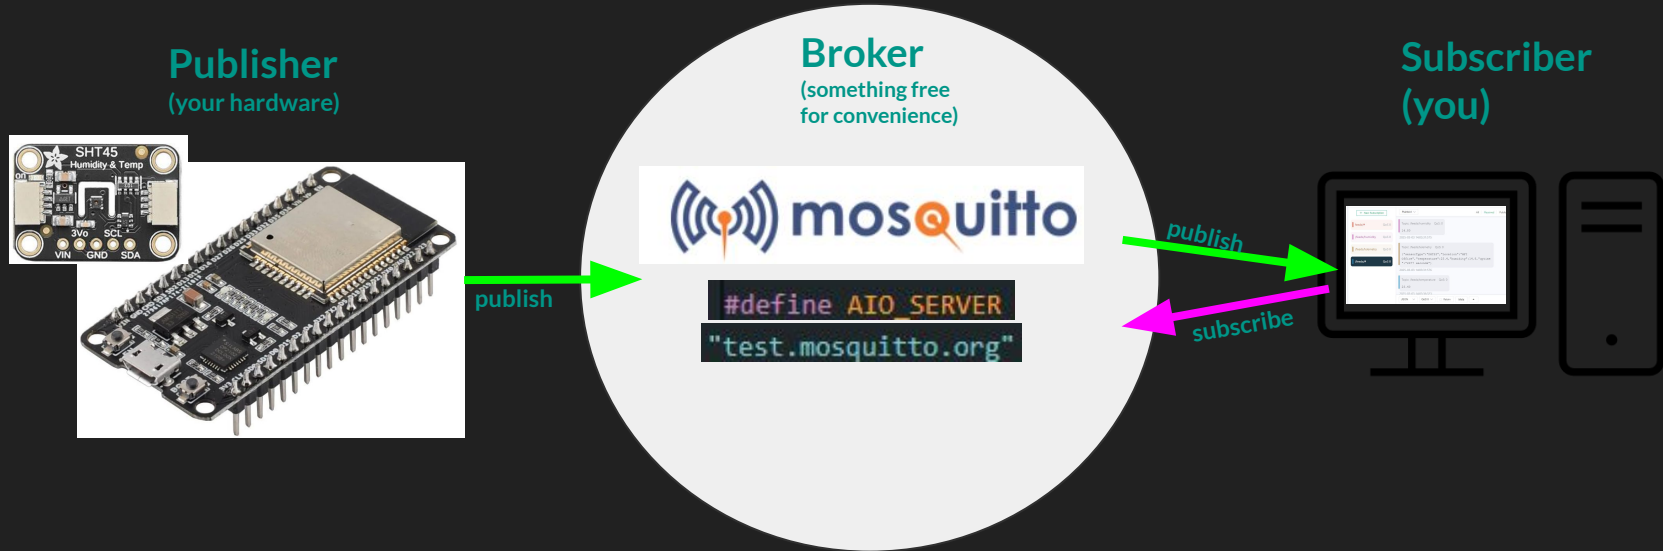 Publisher
(your hardware)
SHT45
Humidity & Temp
on
3Vo
SCL
VIN
GND
SDA
publish
Broker
(something free
for convenience)
mosquitto
#define AIO_SERVER
"test.mosquitto.org"
publish
subscribe
Subscriber
(you)